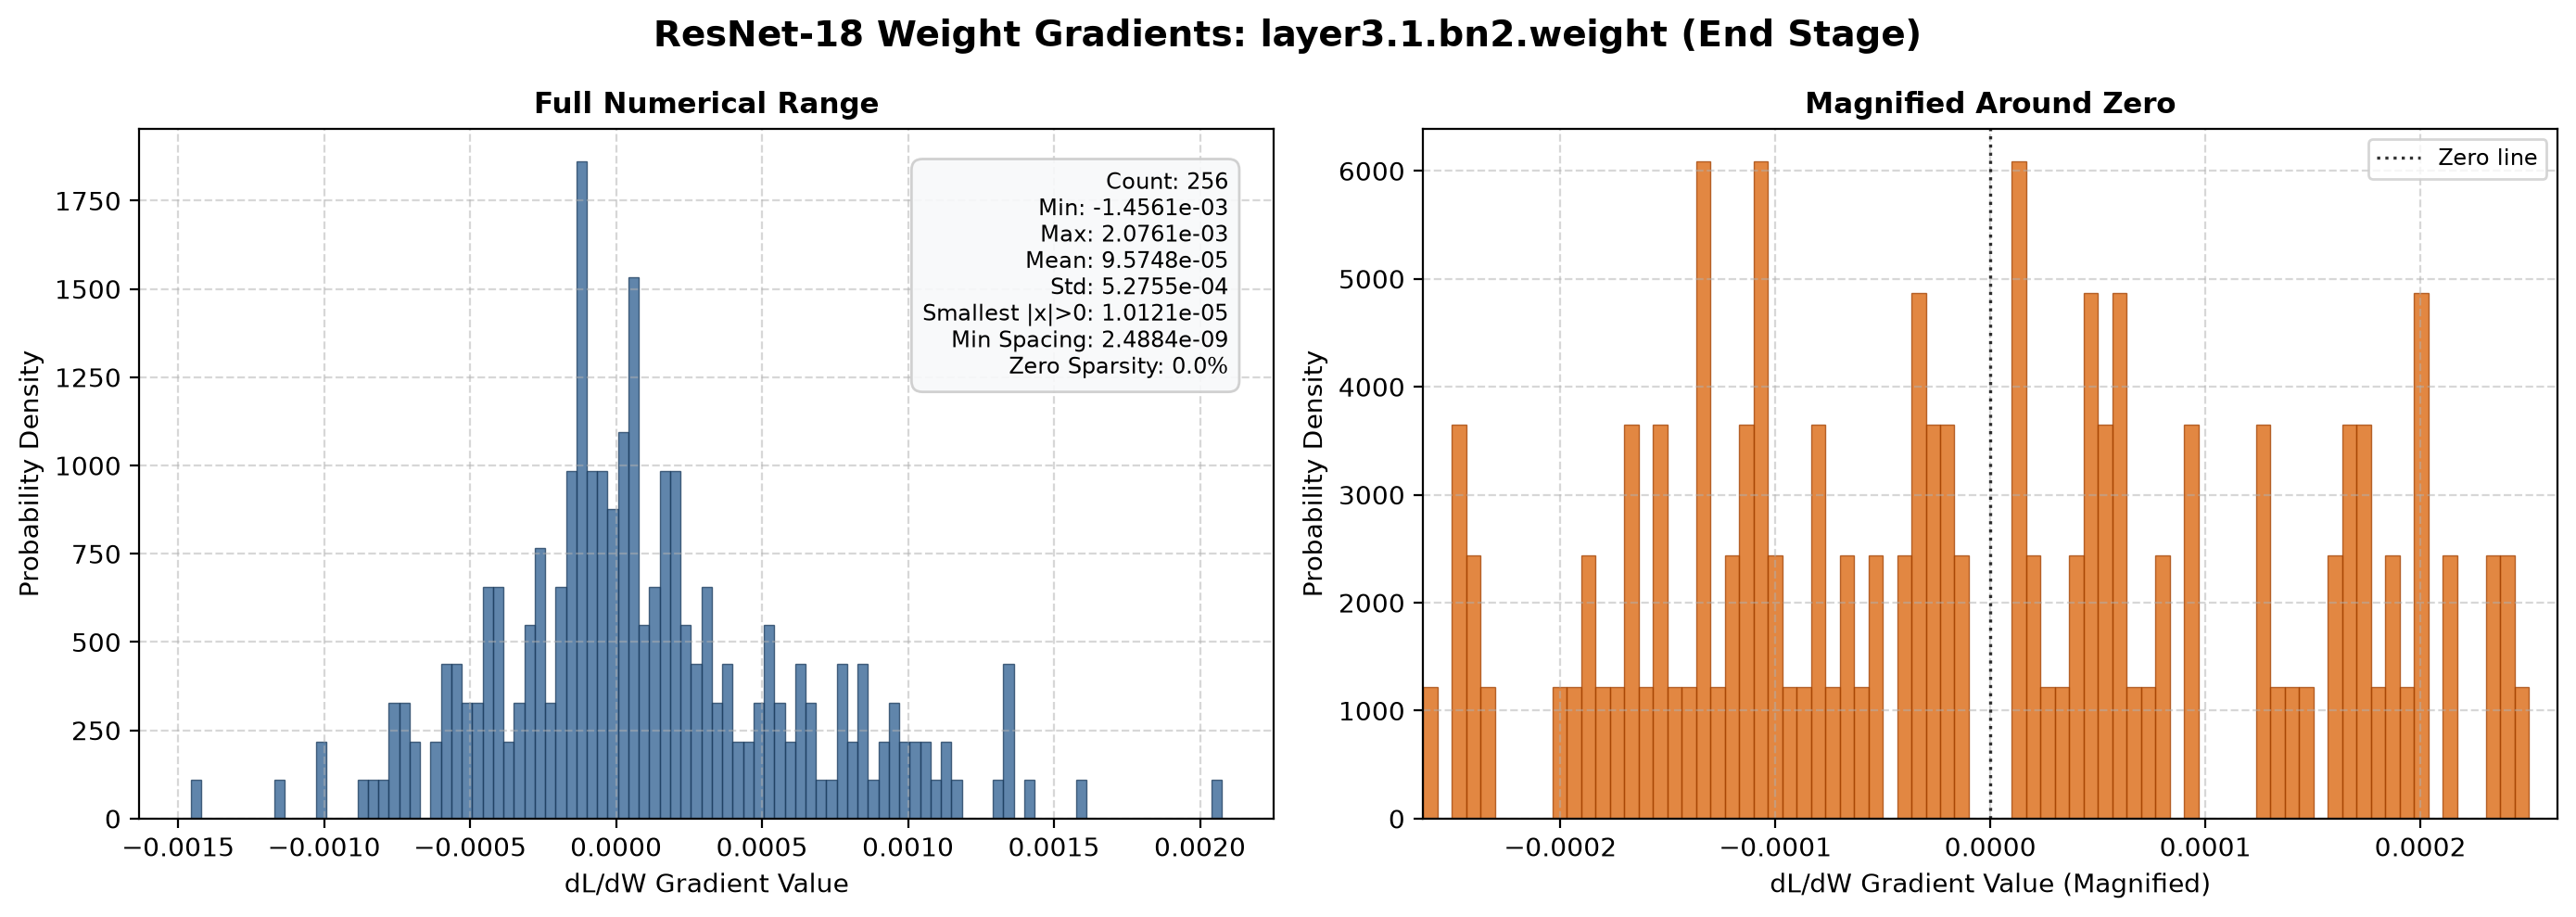 ResNet-18 Weight Gradients: layer3.1.bn2.weight (End Stage)
Full Numerical Range
Probability Density
1750
1500
1250
1000
750
500
250
0
Count: 256
Min: -1.4561e-03
Max: 2.0761e-03
Mean: 9.5748e-05
Std: 5.2755e-04
Smallest |x|>0: 1.0121e-05
Min Spacing: 2.4884e-09
Zero Sparsity: 0.0%
−0.0015 −0.0010 −0.0005 0.0000 0.0005 0.0010 0.0015 0.0020
dL/dW Gradient Value
Magnified Around Zero
Probability Density
6000
5000
4000
3000
2000
1000
0
Zero line
−0.0002 −0.0001 0.0000 0.0001 0.0002
dL/dW Gradient Value (Magnified)